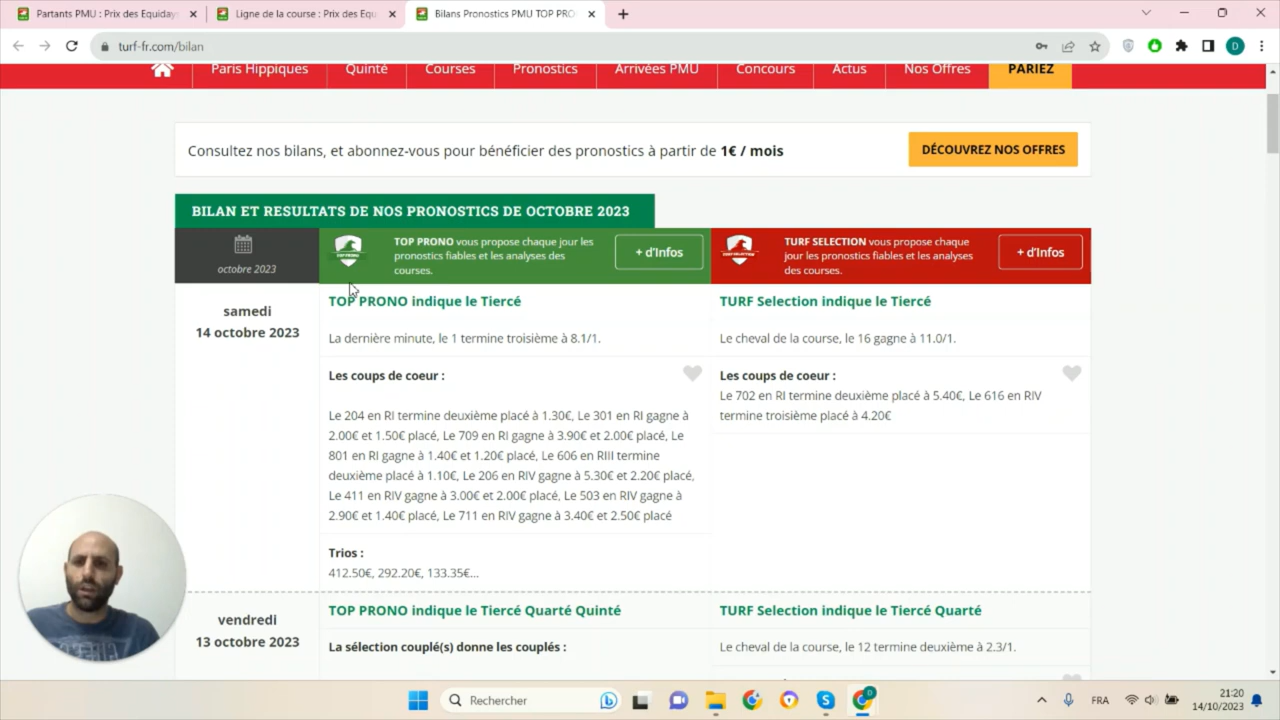 Partants PMU : Prix des Equidays
Ligne de la course : Prix des Equ
Bilans Pronostics PMU TOP PRO
turf-fr.com/bilan
D
Paris Hippiques
Quinté
Courses
Pronostics
Arrivées PMU
Concours
Actus
Nos Offres
PARIEZ
Consultez nos bilans, et abonnez-vous pour bénéficier des pronostics à partir de 1€ / mois
DÉCOUVREZ NOS OFFRES
BILAN ET RESULTATS DE NOS PRONOSTICS DE OCTOBRE 2023
octobre 2023
TOP PRONO vous propose chaque jour les
pronostics fiables et les analyses des
courses.
+ d'Infos
TURF SELECTION vous propose chaque
jour les pronostics fiables et les analyses
des courses.
+ d'Infos
samedi
14 octobre 2023
TOP PRONO indique le Tiercé
La dernière minute, le 1 termine troisième à 8.1/1.
Les coups de coeur :
Le 204 en RI termine deuxième placé à 1.30€, Le 301 en RI gagne à
2.00€ et 1.50€ placé, Le 709 en RI gagne à 3.90€ et 2.00€ placé, Le
801 en RI gagne à 1.40€ et 1.20€ placé, Le 606 en RIII termine
deuxième placé à 1.10€, Le 206 en RIV gagne à 5.30€ et 2.20€ placé,
Le 411 en RIV gagne à 3.00€ et 2.00€ placé, Le 503 en RIV gagne à
2.90€ et 1.40€ placé, Le 711 en RIV gagne à 3.40€ et 2.50€ placé
Trios :
412.50€, 292.20€, 133.35€...
TURF Selection indique le Tiercé
Le cheval de la course, le 16 gagne à 11.0/1.
Les coups de coeur :
Le 702 en RI termine deuxième placé à 5.40€, Le 616 en RIV
termine troisième placé à 4.20€
vendredi
13 octobre 2023
TOP PRONO indique le Tiercé Quarté Quinté
La sélection couplé(s) donne les couplés :
TURF Selection indique le Tiercé Quarté
Le cheval de la course, le 12 termine deuxième à 2.3/1.
Rechercher
D
FRA
21:20
14/10/2023